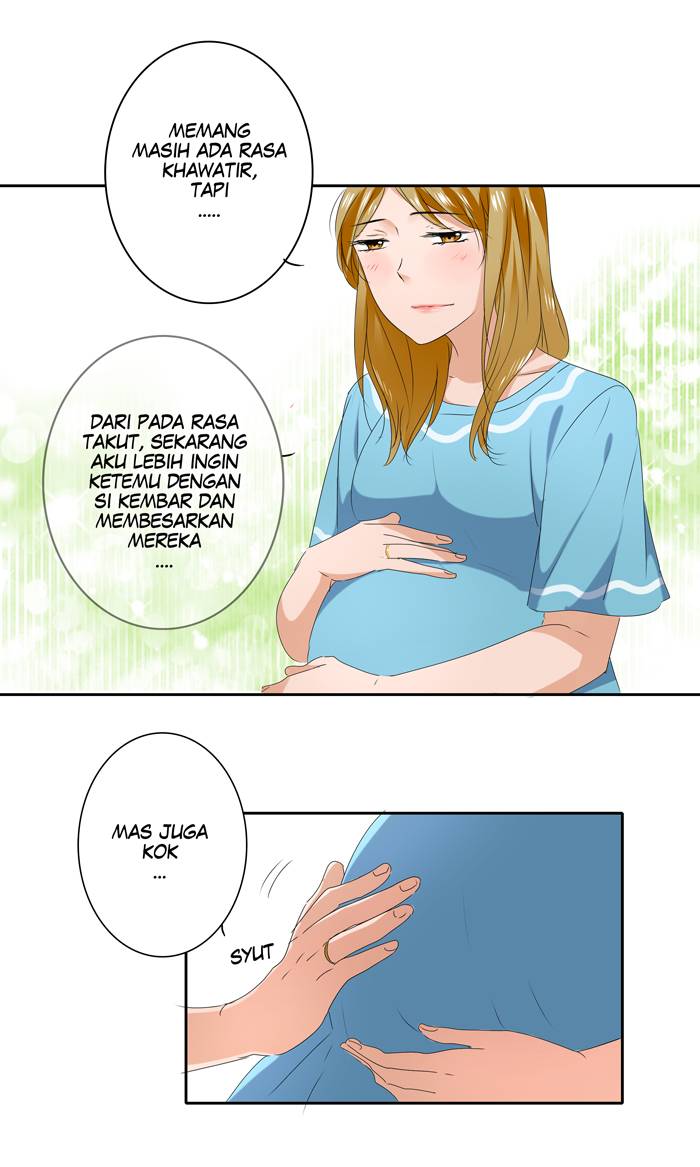 MEMANG
MASIH ADA RASA
KHAWATIR,
TAPI
.....
DARI PADA RASA
TAKUT, SEKARANG
AKU LEBIH INGIN
KETEMU DENGAN
SI KEMBAR DAN
MEMBESARKAN
MEREKA
....
MAS JUGA
KOK
...
SYUT